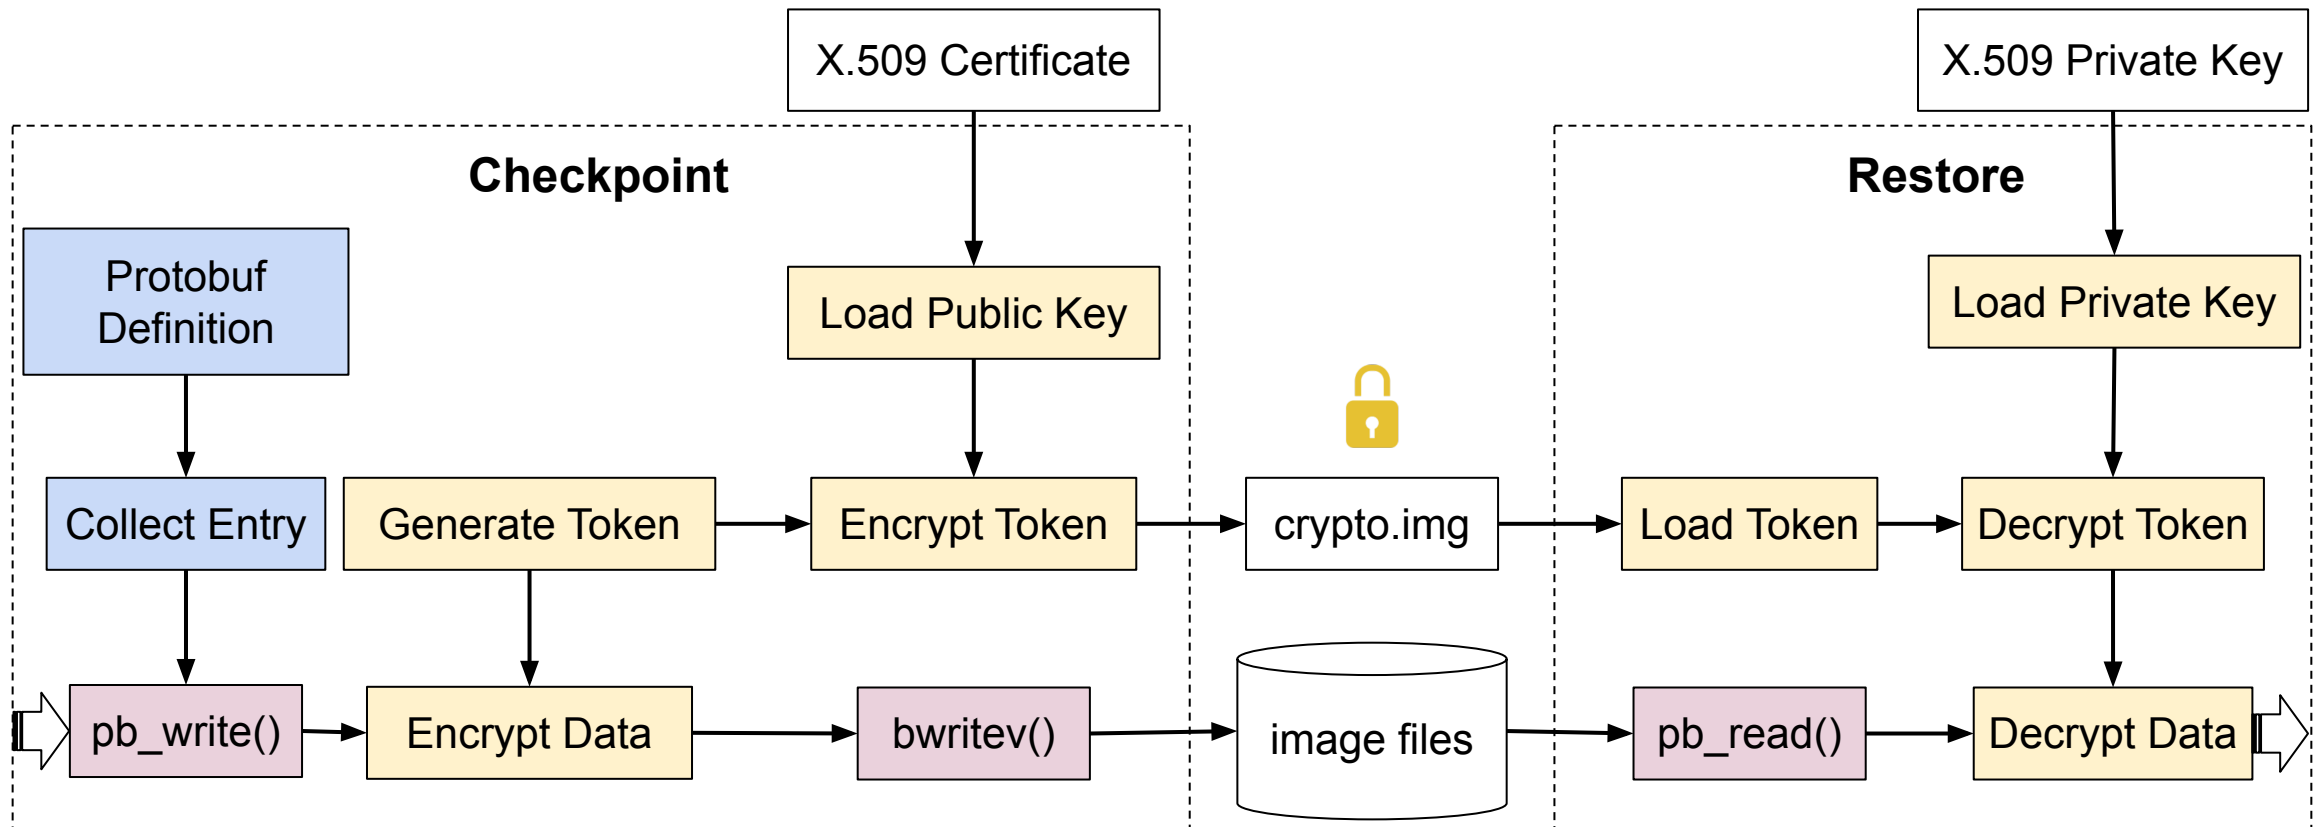 X.509 Certificate
X.509 Private Key
Checkpoint
Restore
Protobuf
Definition
Load Public Key
Load Private Key
Collect Entry
Generate Token
Encrypt Token
crypto.img
Load Token
Decrypt Token
pb_write()
Encrypt Data
bwritev()
image files
pb_read()
Decrypt Data